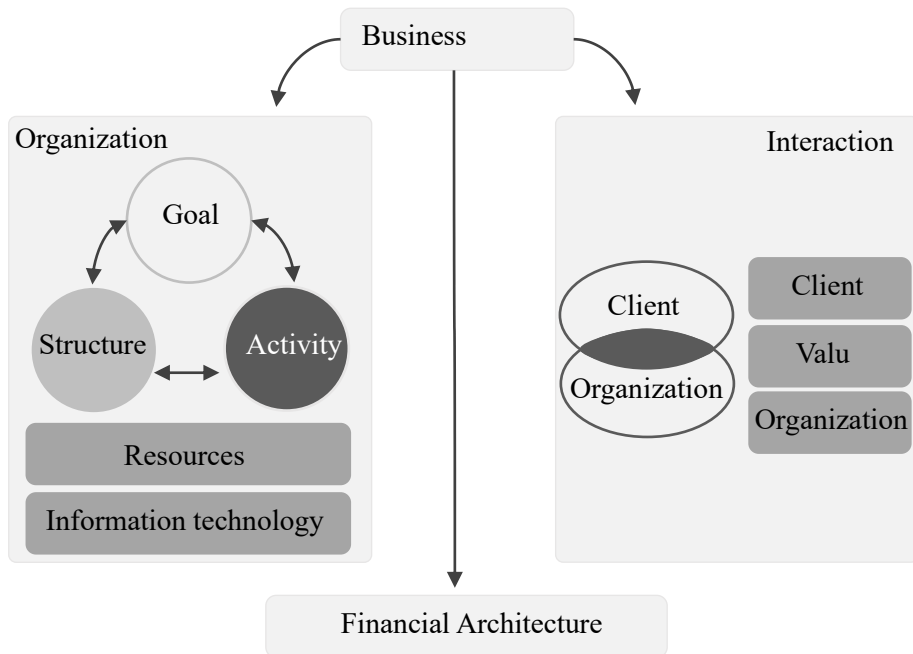 Business
Organization
Goal
Structure
Activity
Resources
Information technology
Interaction
Client
Organization
Client
Valu
Organization
Financial Architecture